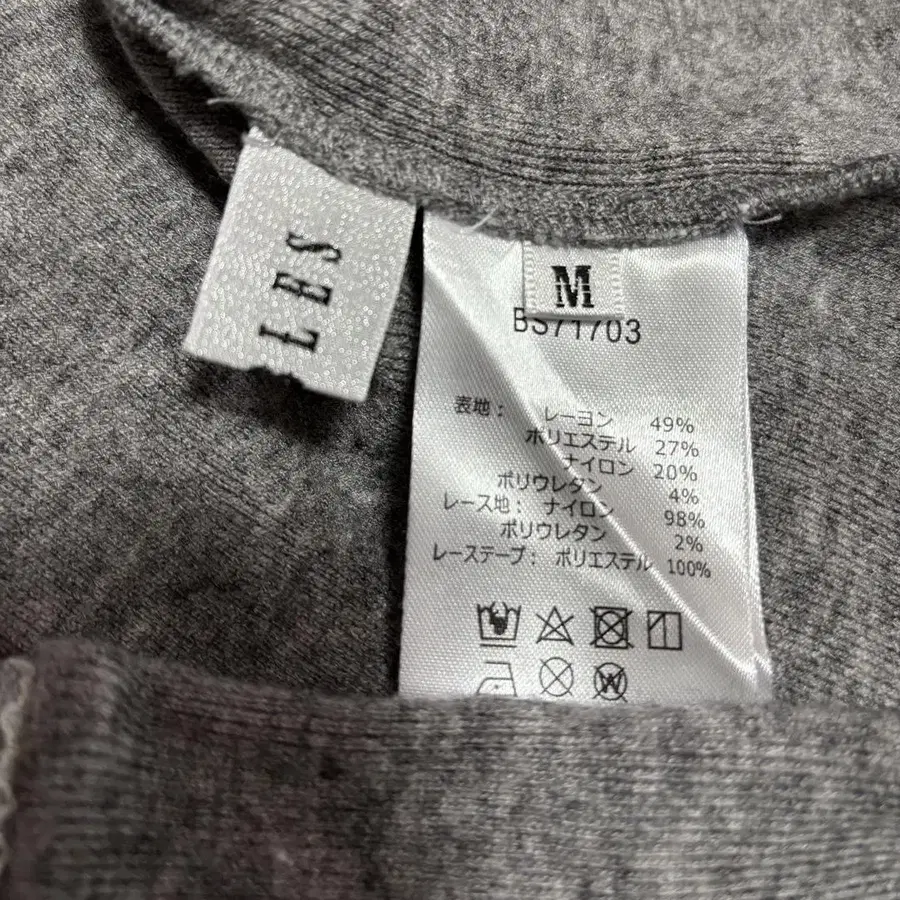 LES
M
BS71703
表地： レーヨン 49%
ポリエステル 27%
ナイロン 20%
ポリウレタン 4%
レース地： ナイロン 98%
ポリウレタン 2%
レーステープ： ポリエステル 100%
W